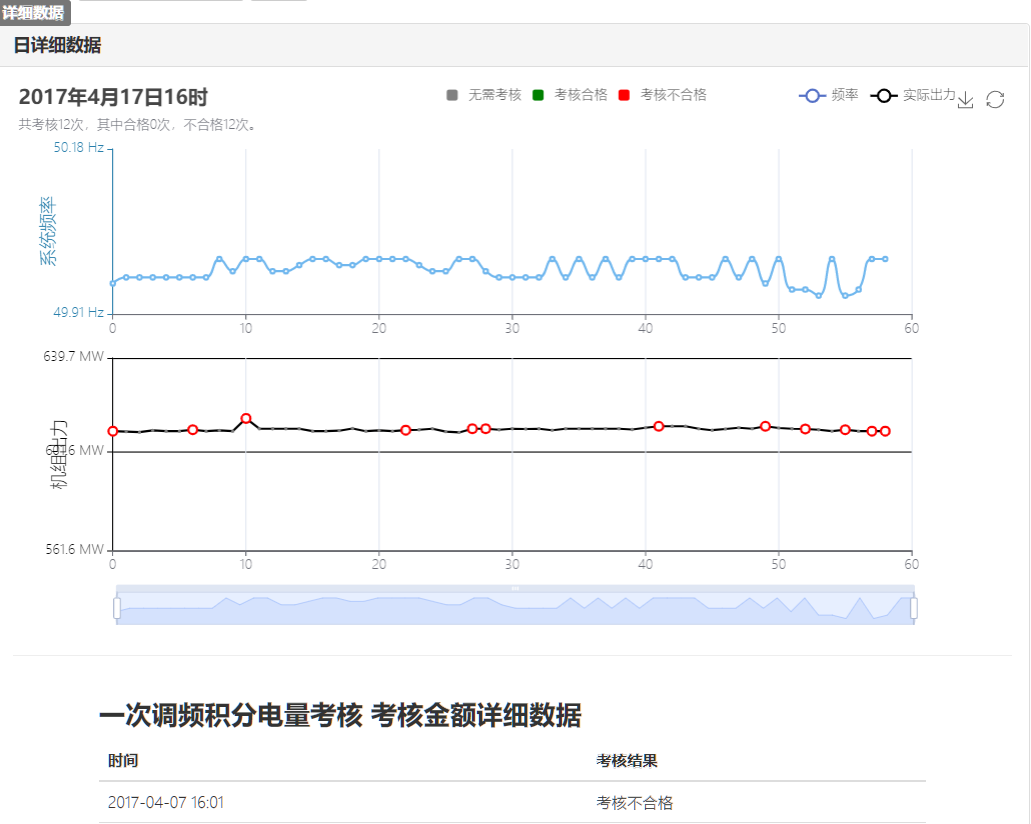 详细数据
日详细数据
2017年4月17日16时
无需考核 考核合格 考核不合格 频率 实际出力
共考核12次，其中合格0次，不合格12次。
50.18 Hz
系统频率
49.91 Hz
0 10 20 30 40 50 60
639.7 MW
机组出力
561.6 MW
0 10 20 30 40 50 60
一次调频积分电量考核 考核金额详细数据
时间 考核结果
2017-04-07 16:01 考核不合格